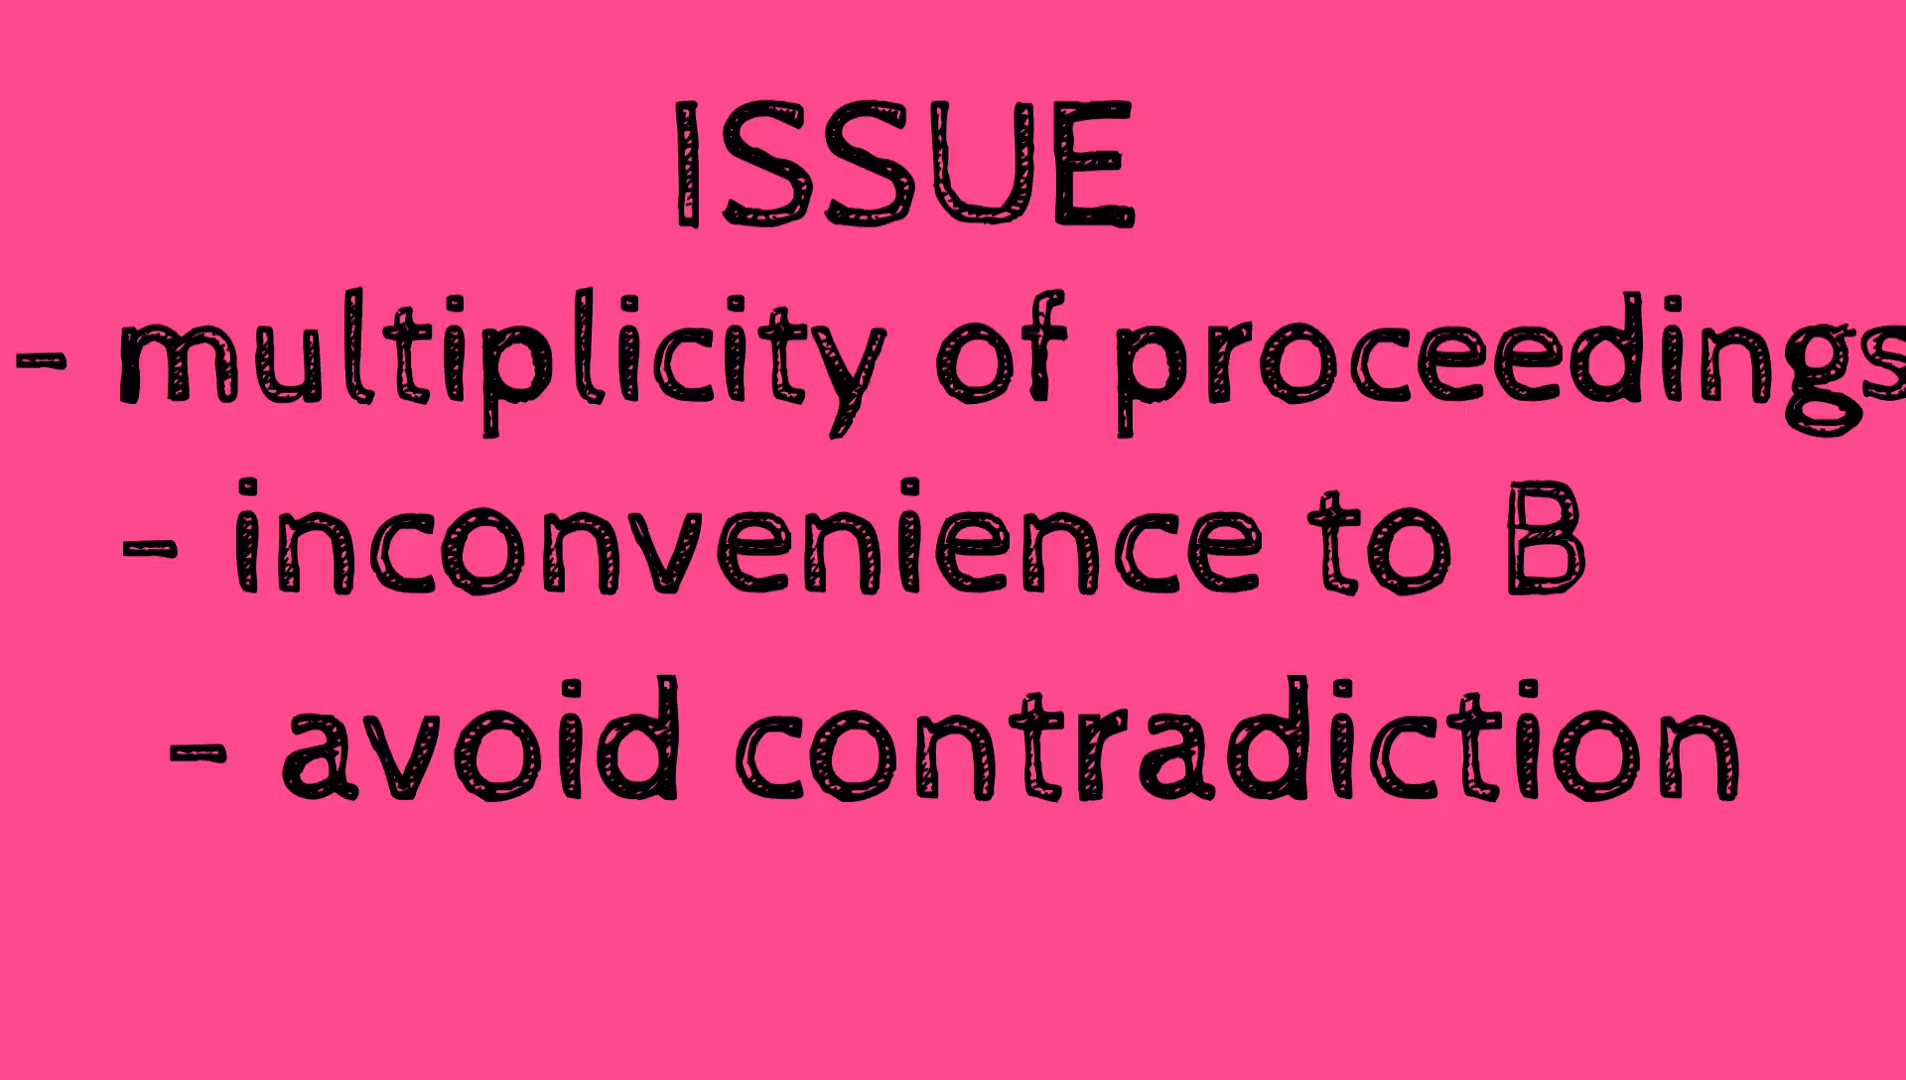 ISSUE
- multiplicity of proceedings
- inconvenience to B
- avoid contradiction